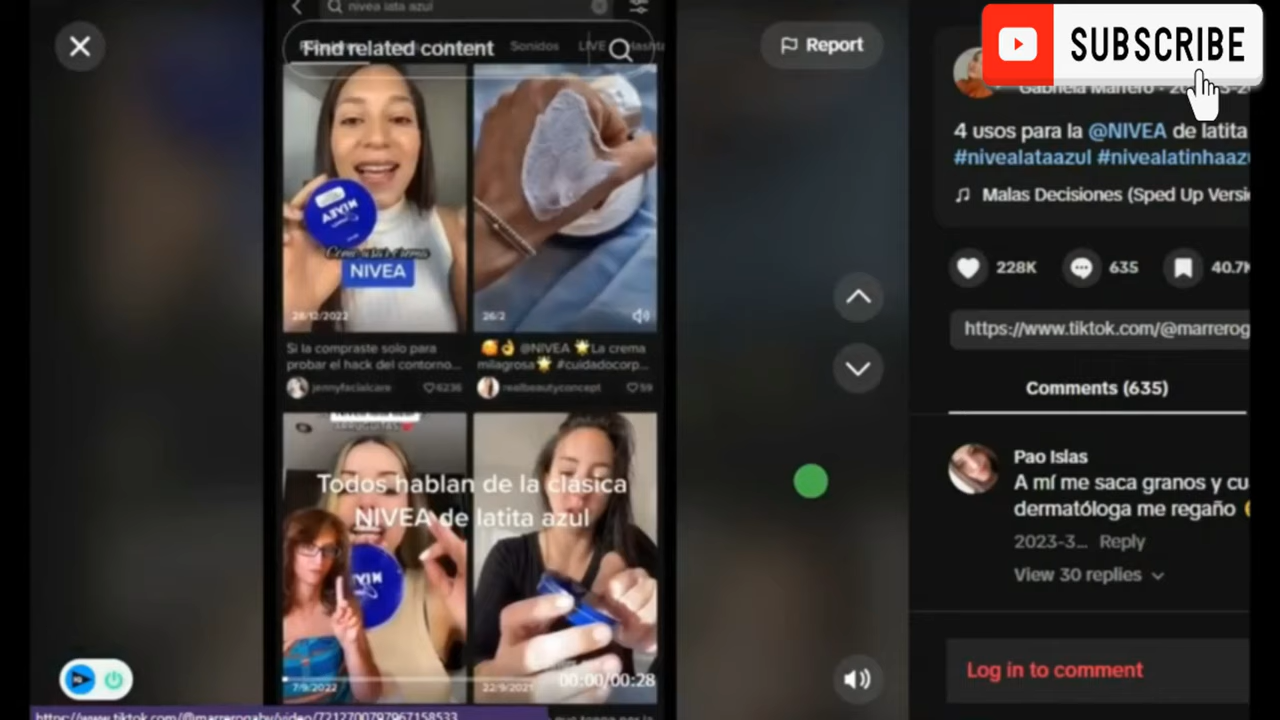 nivea lata azul
Find related content
Sonidos
LIVE
Report
SUBSCRIBE
NIVEA
NIVEA
28/12/2022
26/2
Si la compraste solo para
probar el hack del contorno...
jennyfacialcare
6236
@NIVEA La crema
milagrosa #cuidadocorp...
realbeautyconcept
59
Todos hablan de la clásica
NIVEA de latita azul
7/9/2022
22/9/2021
00:00/00:28
Gabriela Marrero
4 usos para la @NIVEA de latita
#nivealataazul #nivealatinhaazu
Malas Decisiones (Sped Up Versi
228K
635
40.7K
https://www.tiktok.com/@marrerog
Comments (635)
Pao Islas
A mí me saca granos y cu
dermatóloga me regaño
2023-3... Reply
View 30 replies
Log in to comment
https://www.tiktok.com/@marrerogaby/video/7212700797967158533